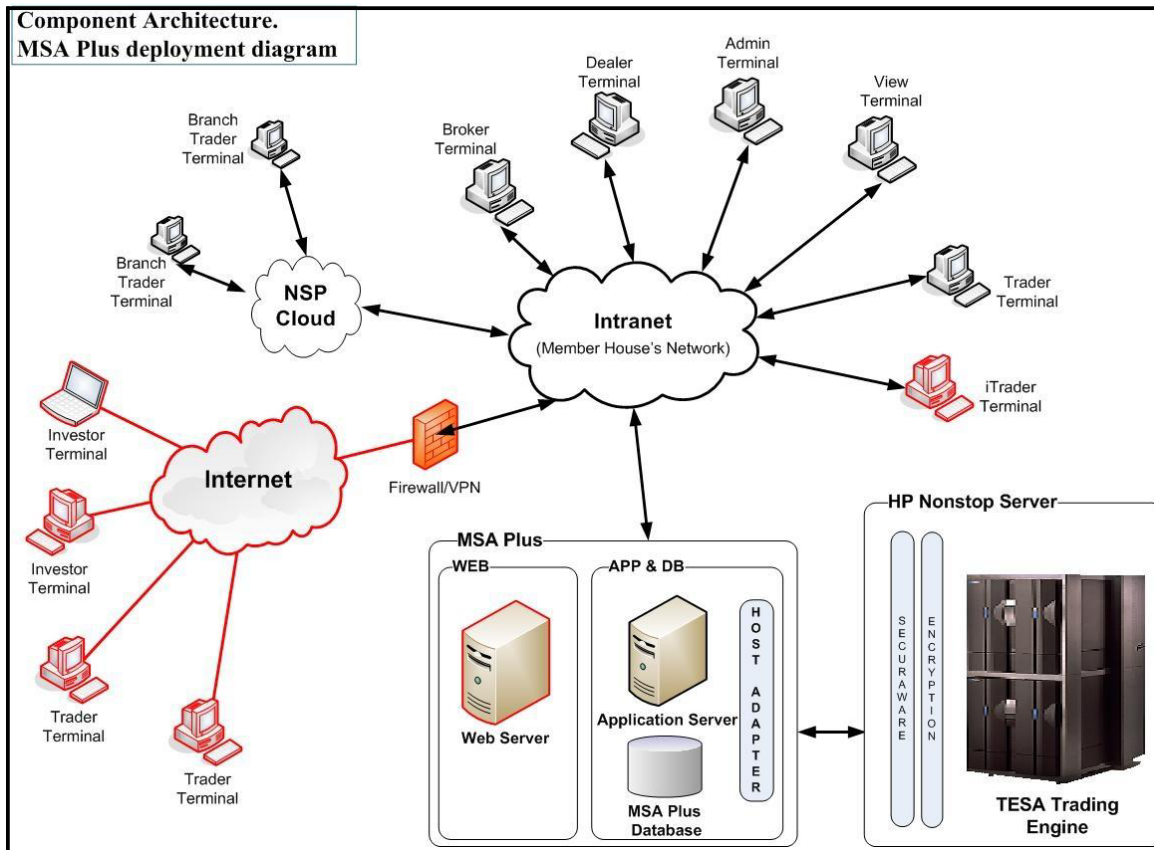 Component Architecture.
MSA Plus deployment diagram
Admin
Terminal
Dealer
Terminal
View
Terminal
Branch
Trader
Terminal
Broker
Terminal
Branch
Trader
Terminal
NSP
Cloud
Intranet
(Member House's Network)
Trader
Terminal
iTrader
Terminal
Investor
Terminal
Internet
Firewall/VPN
Investor
Terminal
Trader
Terminal
Trader
Terminal
MSA Plus
WEB
Web Server
APP & DB
Application Server
MSA Plus
Database
HOST ADAPTER
HP Nonstop Server
SECURAWARE
ENCRYPTION
TESA Trading
Engine